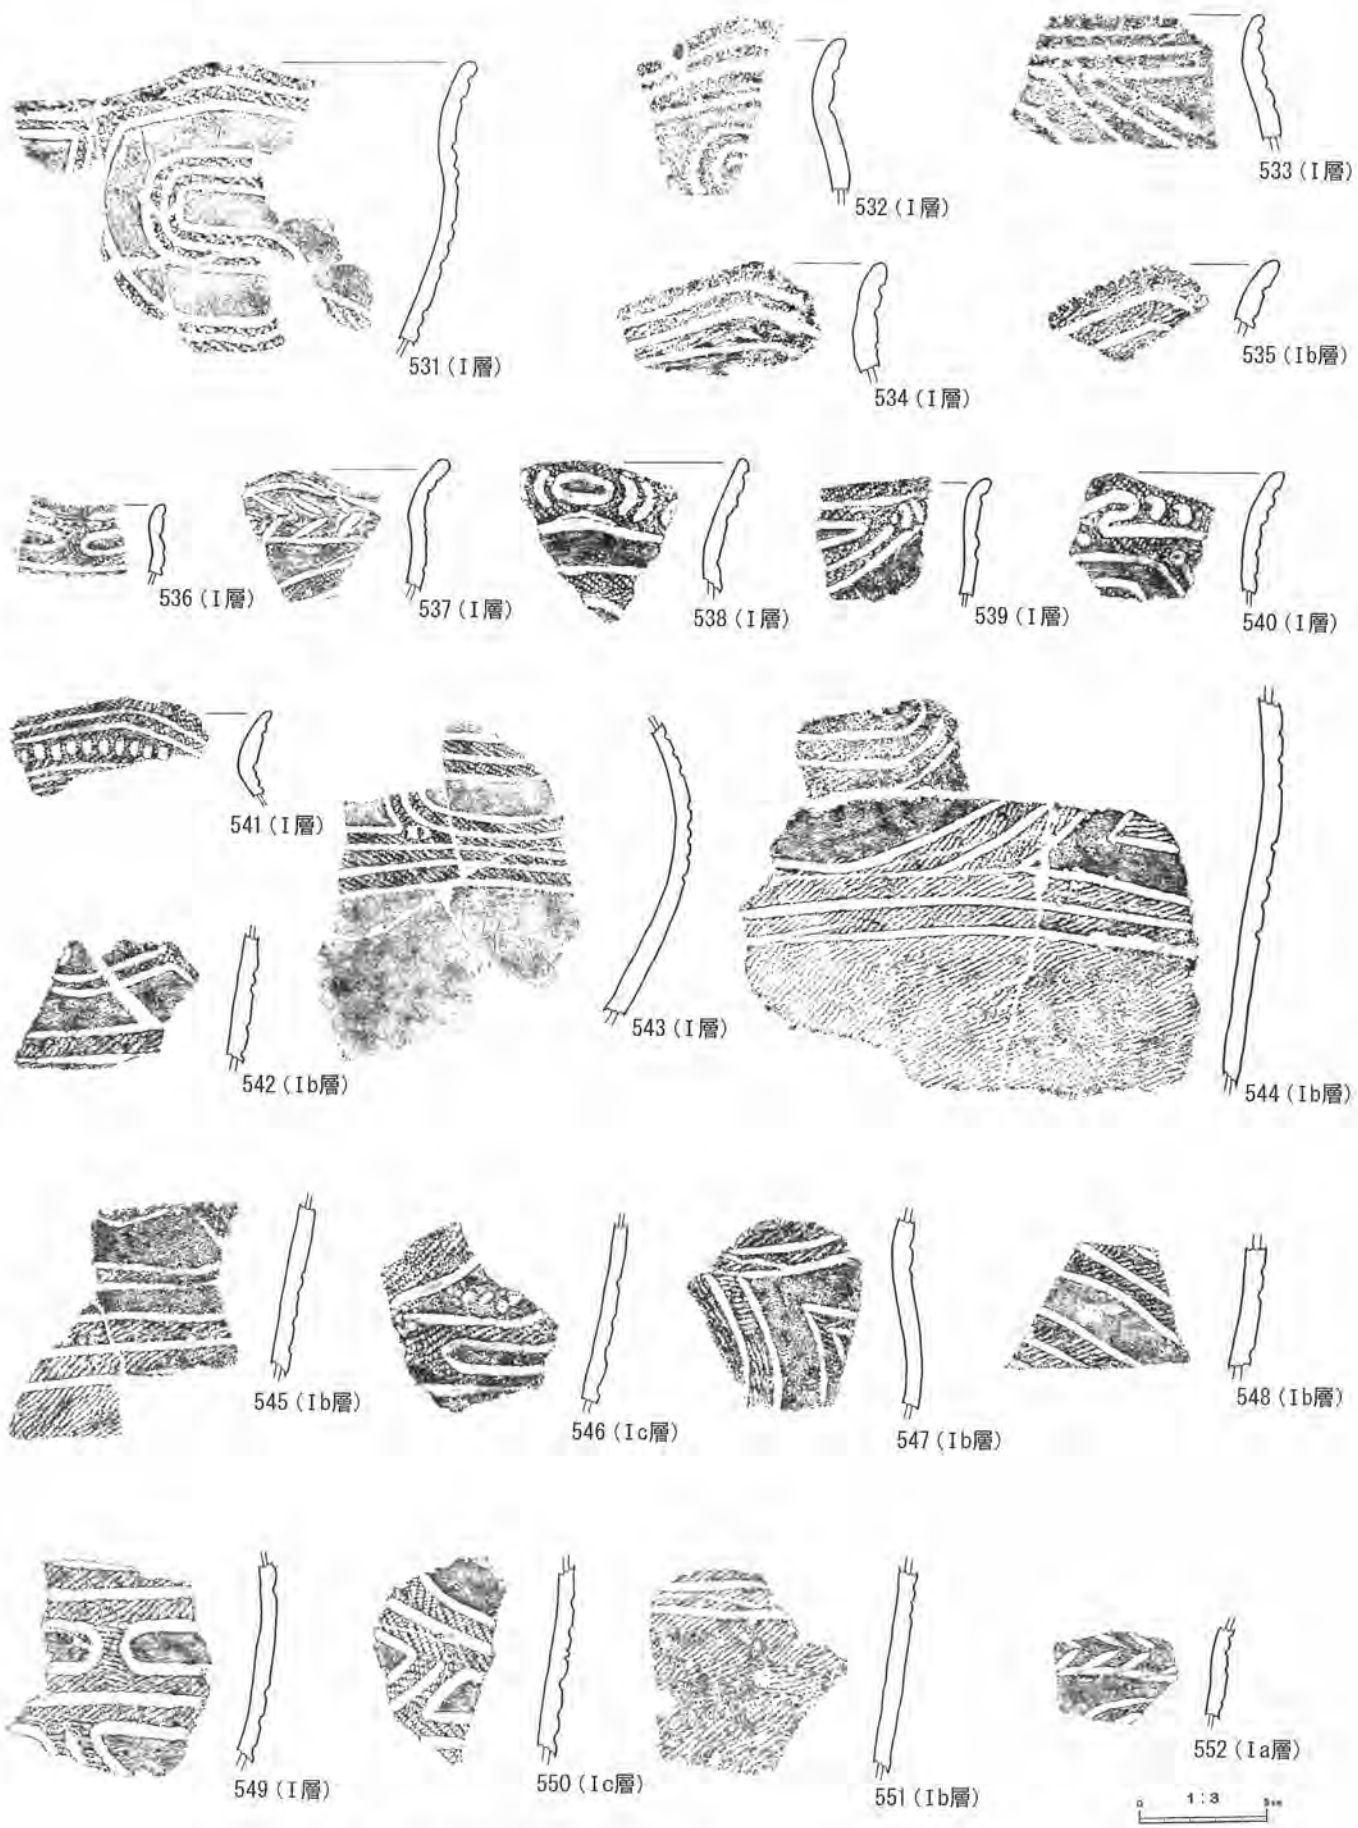 533 (I層)
532 (I層)
531 (I層)
534 (I層)
535 (Ib層)
536 (I層)
537 (I層)
538 (I層)
539 (I層)
540 (I層)
541 (I層)
542 (Ib層)
543 (I層)
544 (Ib層)
545 (Ib層)
546 (Ic層)
547 (Ib層)
548 (Ib層)
549 (I層)
550 (Ic層)
551 (Ib層)
552 (Ia層)
0 1:3 5cm